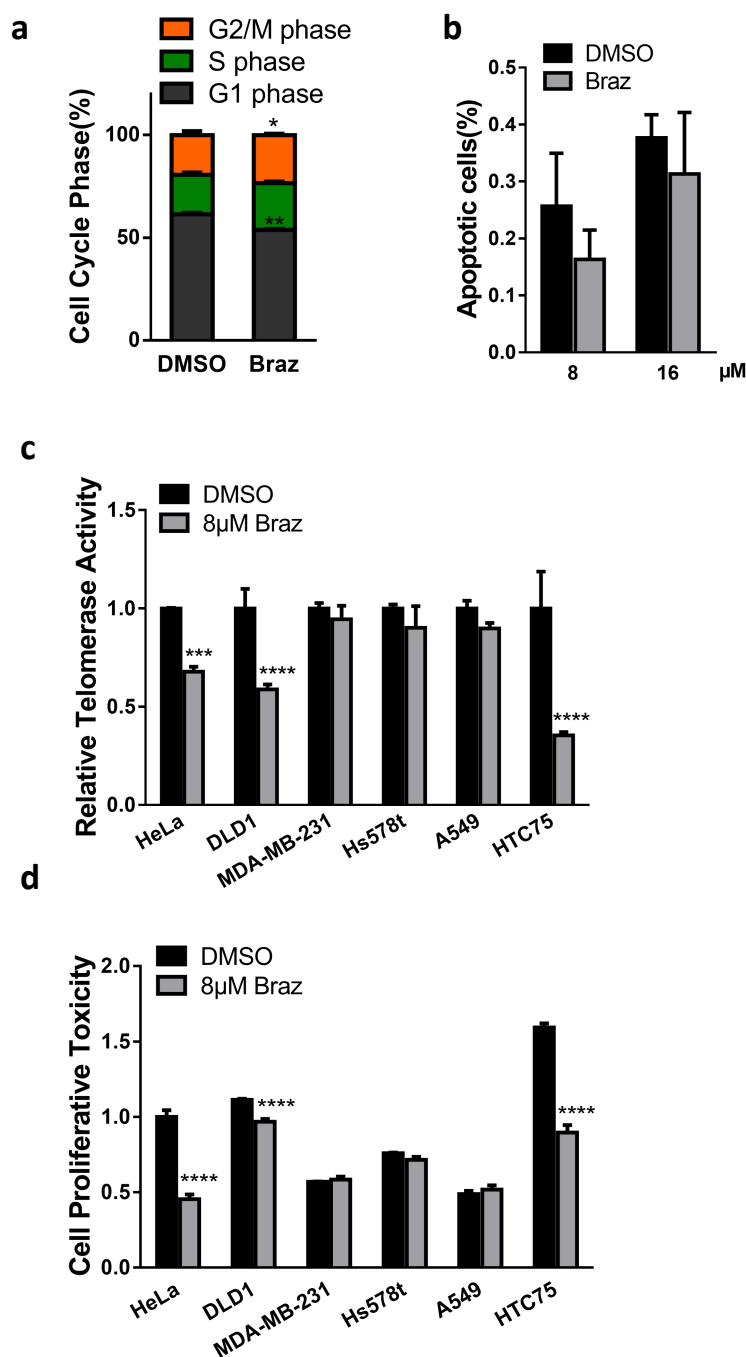 a
G2/M phase
S phase
G1 phase
Cell Cycle Phase(%)
100
50
0
*
**
DMSO Braz
b
DMSO
Braz
Apoptotic cells(%)
0.5
0.4
0.3
0.2
0.1
0.0
8 16 µM
c
DMSO
8µM Braz
Relative Telomerase Activity
1.5
1.0
0.5
0.0
***
****
****
HeLa
DLD1
MDA-MB-231
Hs578t
A549
HTC75
d
DMSO
8µM Braz
Cell Proliferative Toxicity
2.0
1.5
1.0
0.5
0.0
****
****
****
HeLa
DLD1
MDA-MB-231
Hs578t
A549
HTC75